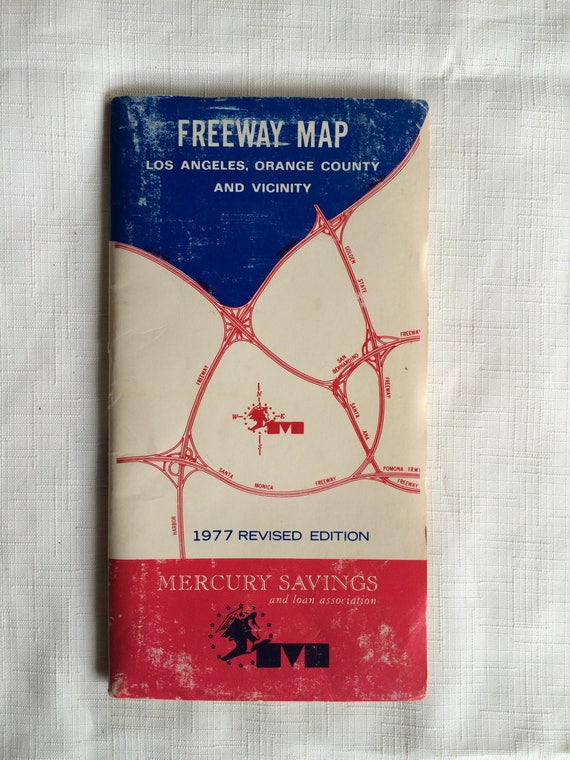 FREEWAY MAP
LOS ANGELES, ORANGE COUNTY
AND VICINITY
GOLDEN
STATE
FREEWAY
SAN
BERNARDINO
FREEWAY
FREEWAY
SANTA
ANA
N
W
E
S
POMONA FRWY
FREEWAY
SANTA
MONICA
FREEWAY
HARBOR
1977 REVISED EDITION
MERCURY SAVINGS
and loan association